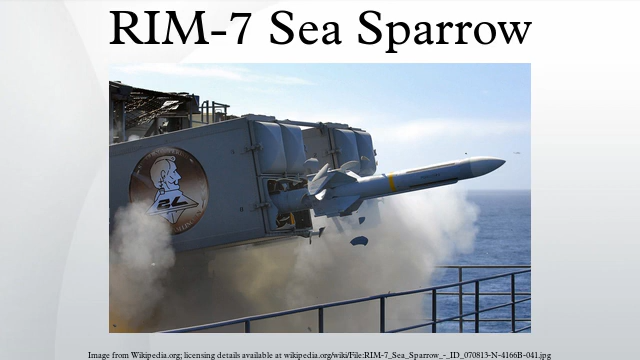 RIM-7 Sea Sparrow
Image from Wikipedia.org; licensing details available at wikipedia.org/wiki/File:RIM-7_Sea_Sparrow_-_ID_070813-N-4166B-041.jpg